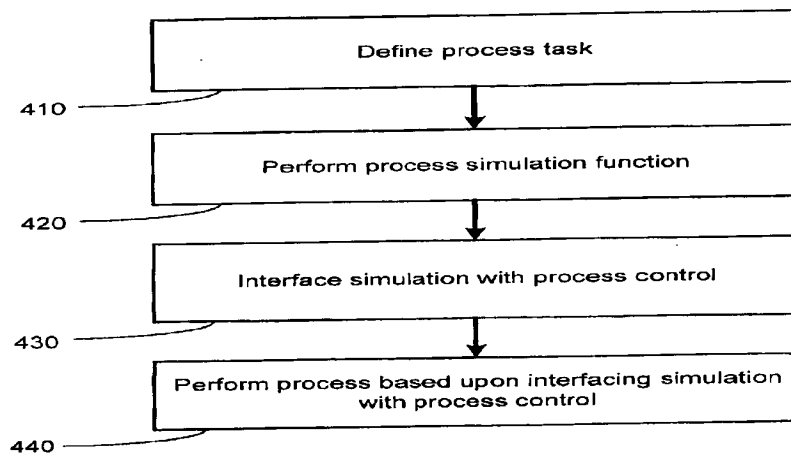 Define process task
410
Perform process simulation function
420
Interface simulation with process control
430
Perform process based upon interfacing simulation
with process control
440